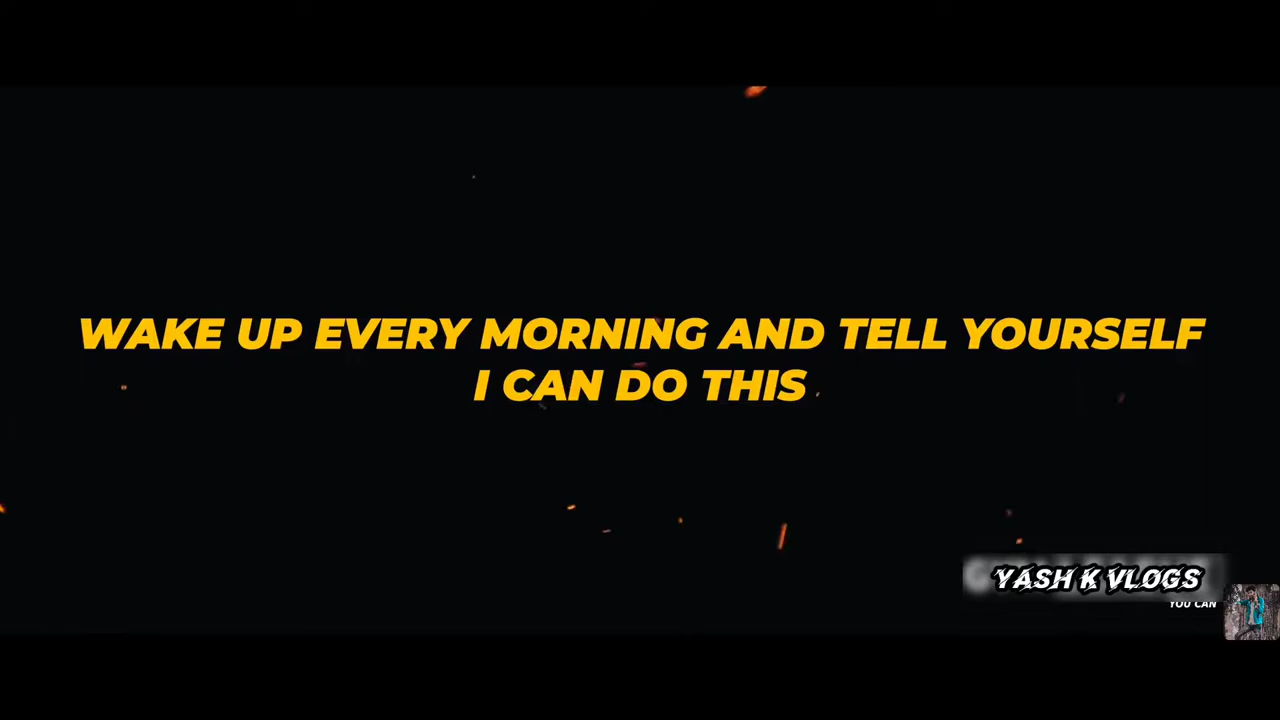 WAKE UP EVERY MORNING AND TELL YOURSELF
I CAN DO THIS
YASH K VLOGS
YOU CAN